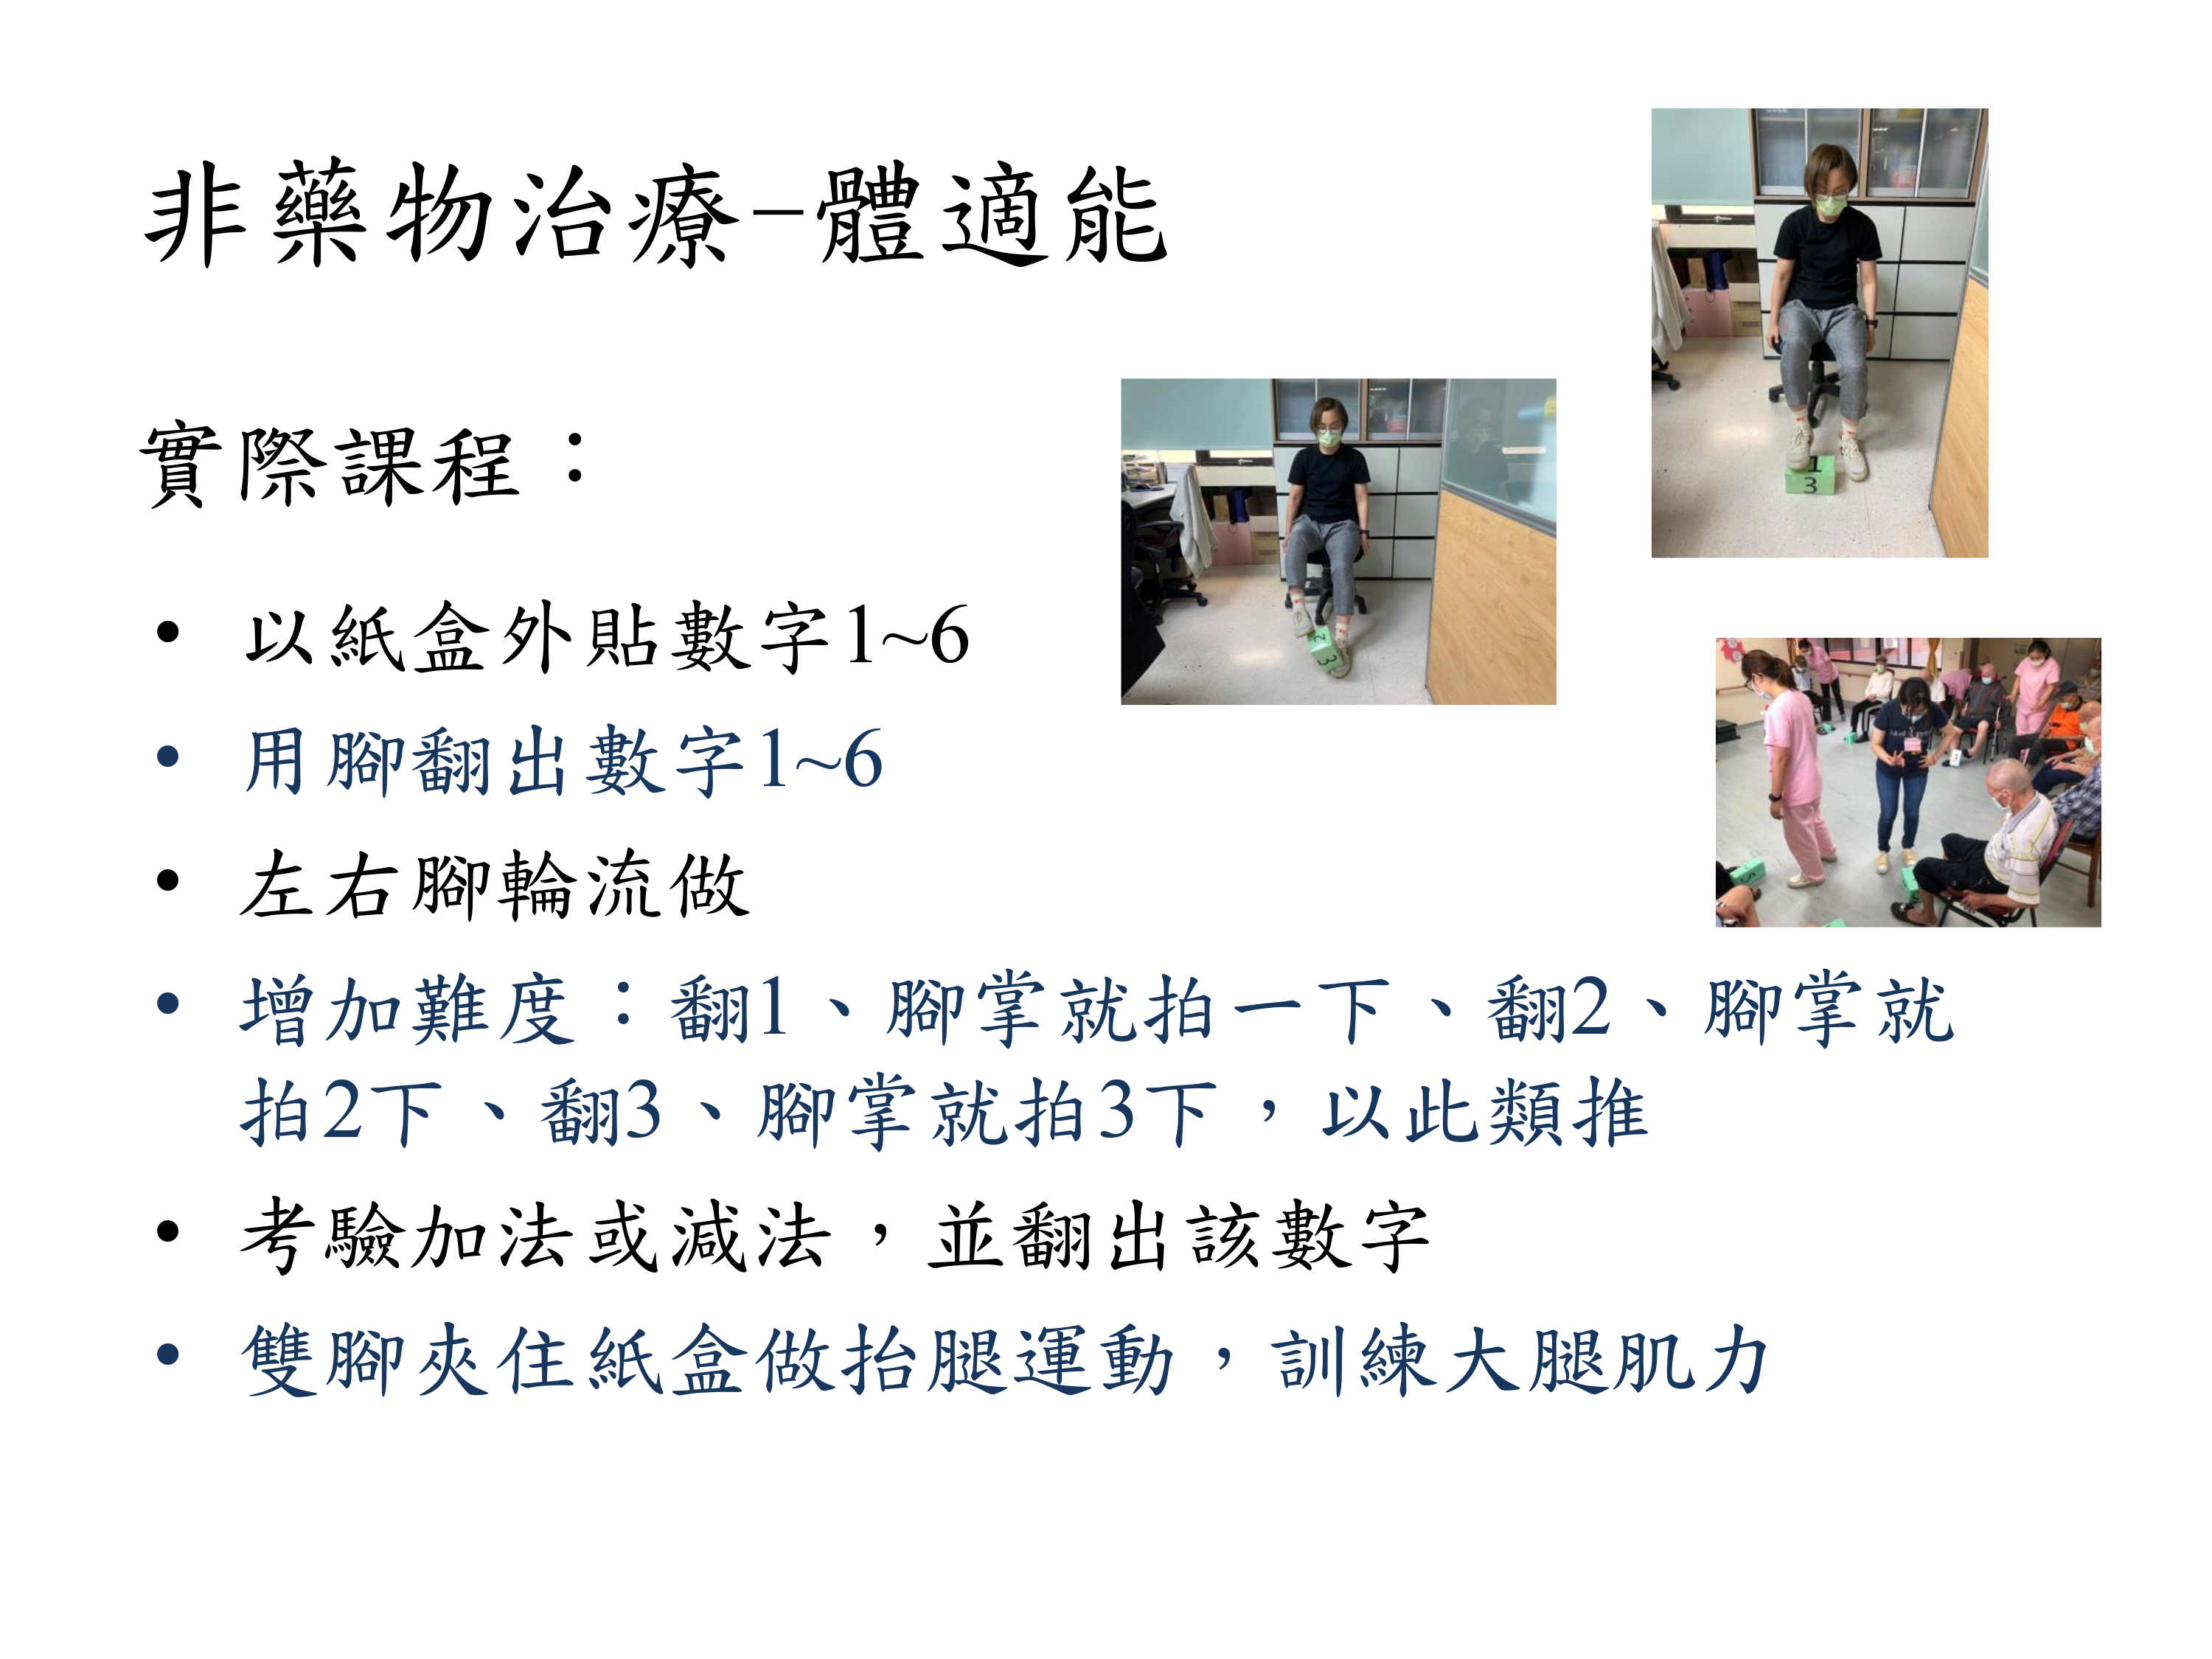 非藥物治療-體適能
實際課程：
• 以紙盒外貼數字1~6
• 用腳翻出數字1~6
• 左右腳輪流做
• 增加難度：翻1、腳掌就拍一下、翻2、腳掌就
拍2下、翻3、腳掌就拍3下，以此類推
• 考驗加法或減法，並翻出該數字
• 雙腳夾住紙盒做抬腿運動，訓練大腿肌力
1
3
2
3